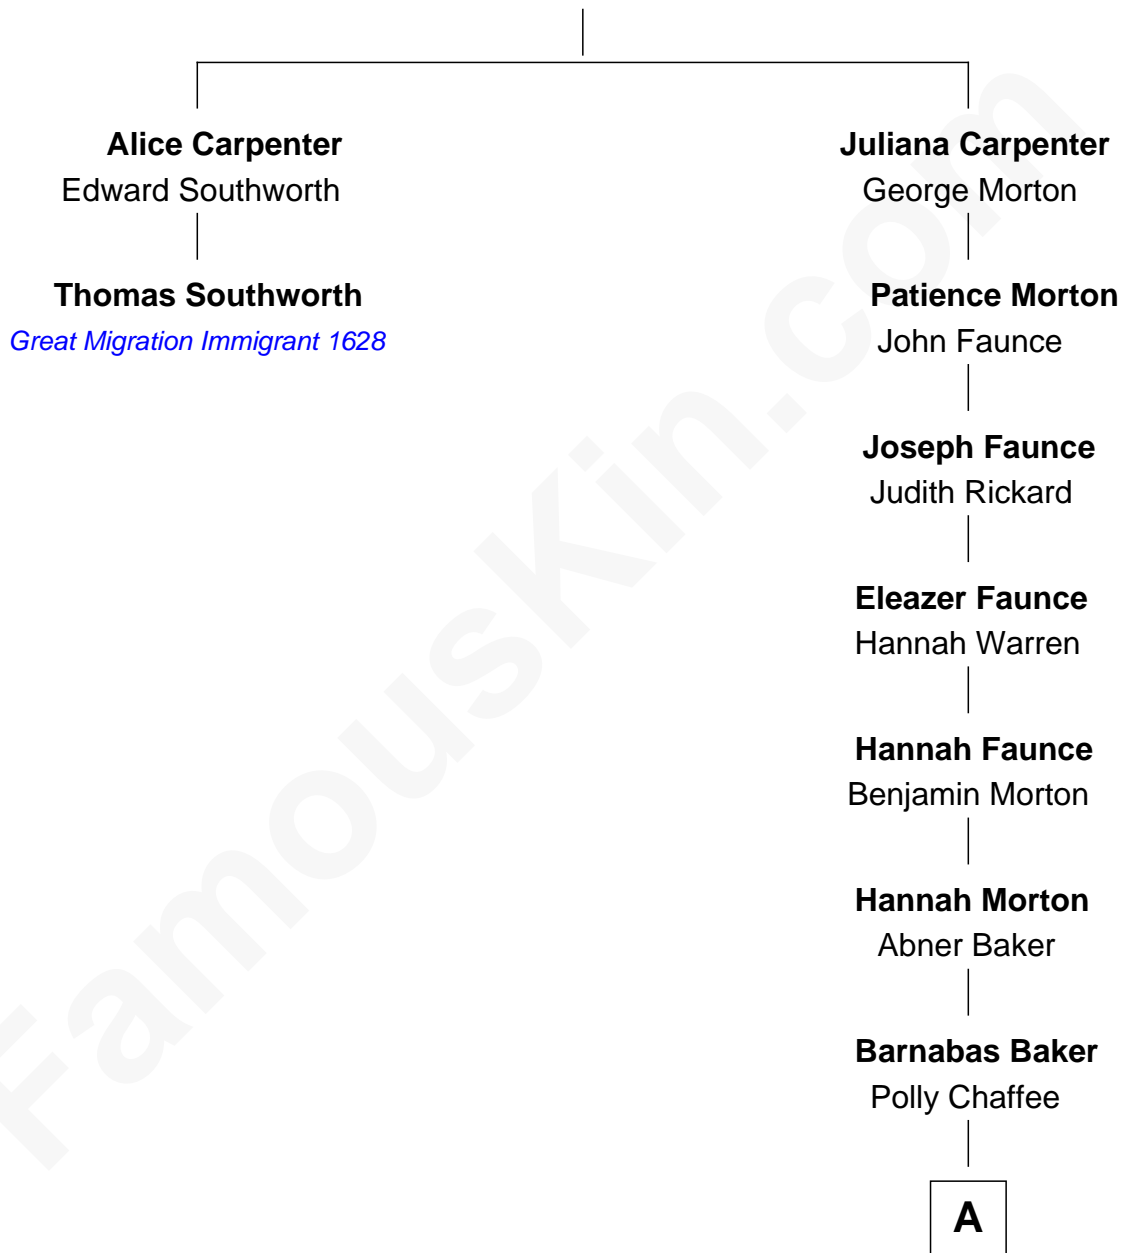 Alice Carpenter
Edward Southworth
Thomas Southworth
Great Migration Immigrant 1628
Juliana Carpenter
George Morton
Patience Morton
John Faunce
Joseph Faunce
Judith Rickard
Eleazer Faunce
Hannah Warren
Hannah Faunce
Benjamin Morton
Hannah Morton
Abner Baker
Barnabas Baker
Polly Chaffee
A
FamousKin.com